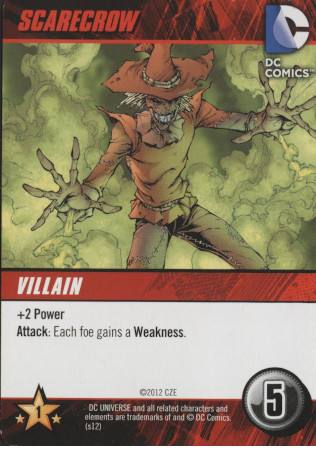 SCARECROW
DC COMICS™
VILLAIN
+2 Power
Attack: Each foe gains a Weakness.
©2012 CZE
1
DC UNIVERSE and all related characters and
elements are trademarks of and © DC Comics.
(s12)
5